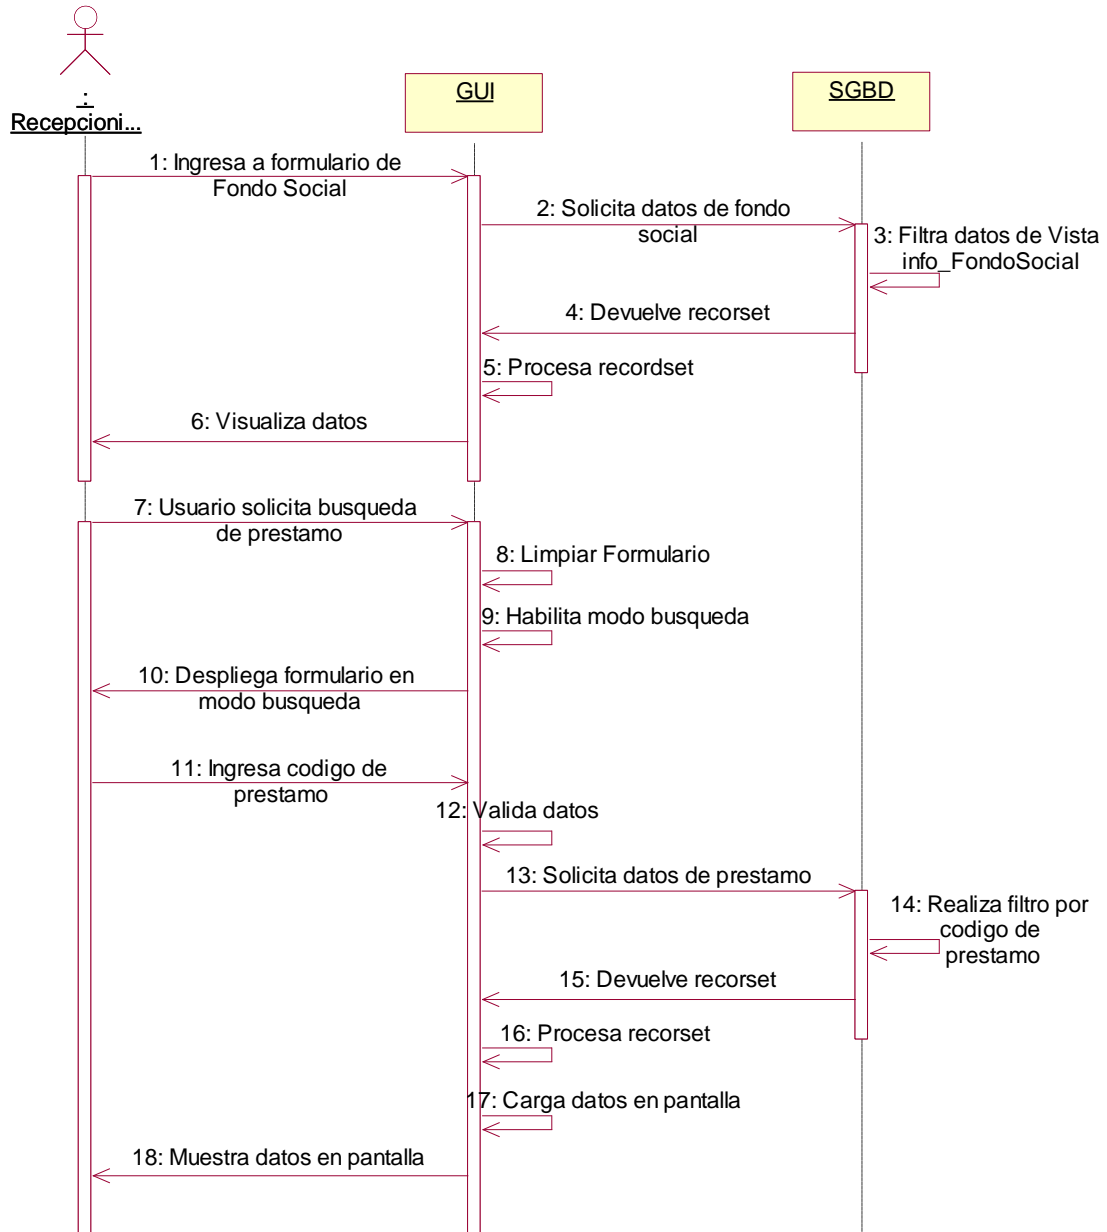 :
Recepcioni...
GUI
SGBD
1: Ingresa a formulario de
Fondo Social
2: Solicita datos de fondo
social
3: Filtra datos de Vista
info_FondoSocial
4: Devuelve recorset
5: Procesa recordset
6: Visualiza datos
7: Usuario solicita busqueda
de prestamo
8: Limpiar Formulario
9: Habilita modo busqueda
10: Despliega formulario en
modo busqueda
11: Ingresa codigo de
prestamo
12: Valida datos
13: Solicita datos de prestamo
14: Realiza filtro por
codigo de
prestamo
15: Devuelve recorset
16: Procesa recorset
17: Carga datos en pantalla
18: Muestra datos en pantalla